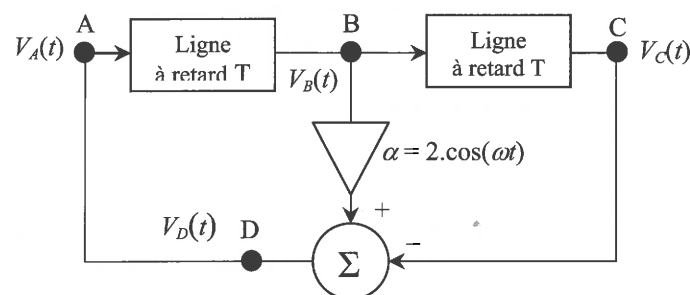 A
V_A(t)
Ligne
à retard T
B
V_B(t)
Ligne
à retard T
C
V_C(t)
α = 2.cos(ωt)
+
−
V_D(t)
D
Σ